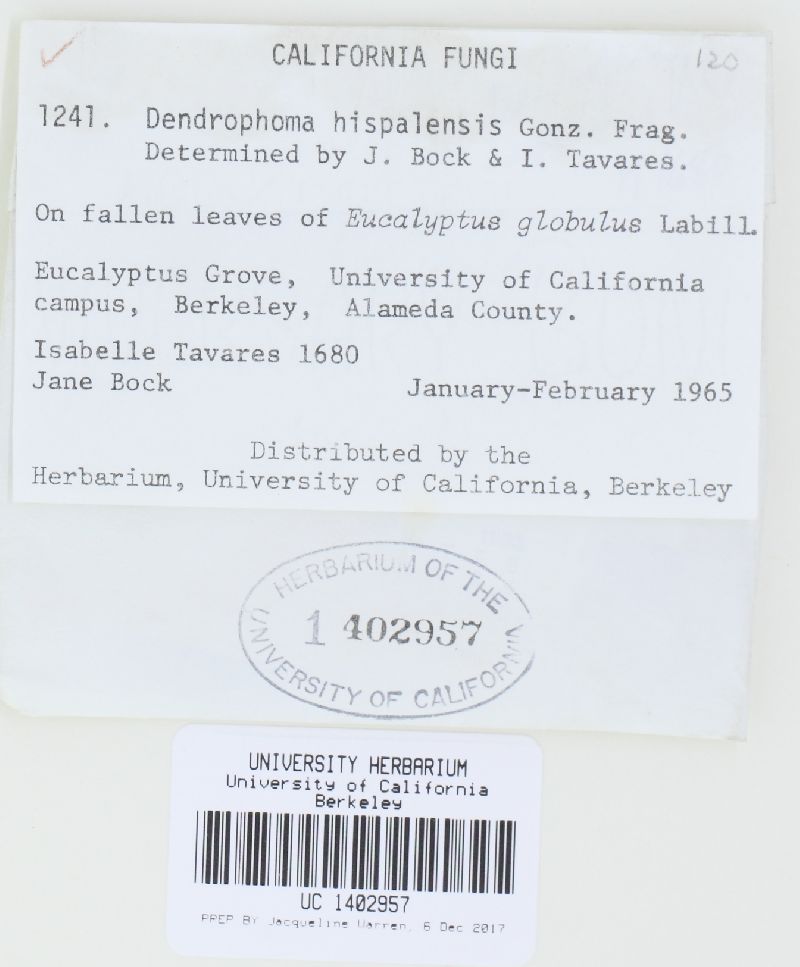 CALIFORNIA FUNGI 120
1241. Dendrophoma hispalensis Gonz. Frag.
Determined by J. Bock & I. Tavares.
On fallen leaves of Eucalyptus globulus Labill.
Eucalyptus Grove, University of California
campus, Berkeley, Alameda County.
Isabelle Tavares 1680
Jane Bock January-February 1965
Distributed by the
Herbarium, University of California, Berkeley
HERBARIUM OF THE
1 402957
UNIVERSITY OF CALIFORNIA
UNIVERSITY HERBARIUM
University of California
Berkeley
UC 1402957
PREP BY Jacqueline Warren, 6 Dec 2017